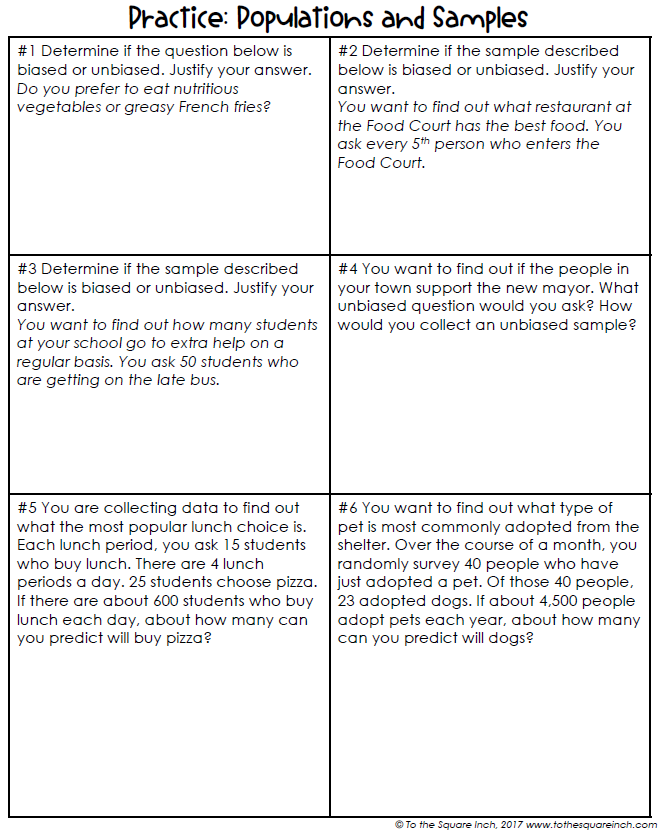 Practice: Populations and Samples
#1 Determine if the question below is
biased or unbiased. Justify your answer.
Do you prefer to eat nutritious
vegetables or greasy French fries?
#2 Determine if the sample described
below is biased or unbiased. Justify your
answer.
You want to find out what restaurant at
the Food Court has the best food. You
ask every 5th person who enters the
Food Court.
#3 Determine if the sample described
below is biased or unbiased. Justify your
answer.
You want to find out how many students
at your school go to extra help on a
regular basis. You ask 50 students who
are getting on the late bus.
#4 You want to find out if the people in
your town support the new mayor. What
unbiased question would you ask? How
would you collect an unbiased sample?
#5 You are collecting data to find out
what the most popular lunch choice is.
Each lunch period, you ask 15 students
who buy lunch. There are 4 lunch
periods a day. 25 students choose pizza.
If there are about 600 students who buy
lunch each day, about how many can
you predict will buy pizza?
#6 You want to find out what type of
pet is most commonly adopted from the
shelter. Over the course of a month, you
randomly survey 40 people who have
just adopted a pet. Of those 40 people,
23 adopted dogs. If about 4,500 people
adopt pets each year, about how many
can you predict will dogs?
© To the Square Inch, 2017 www.tothesquareinch.com